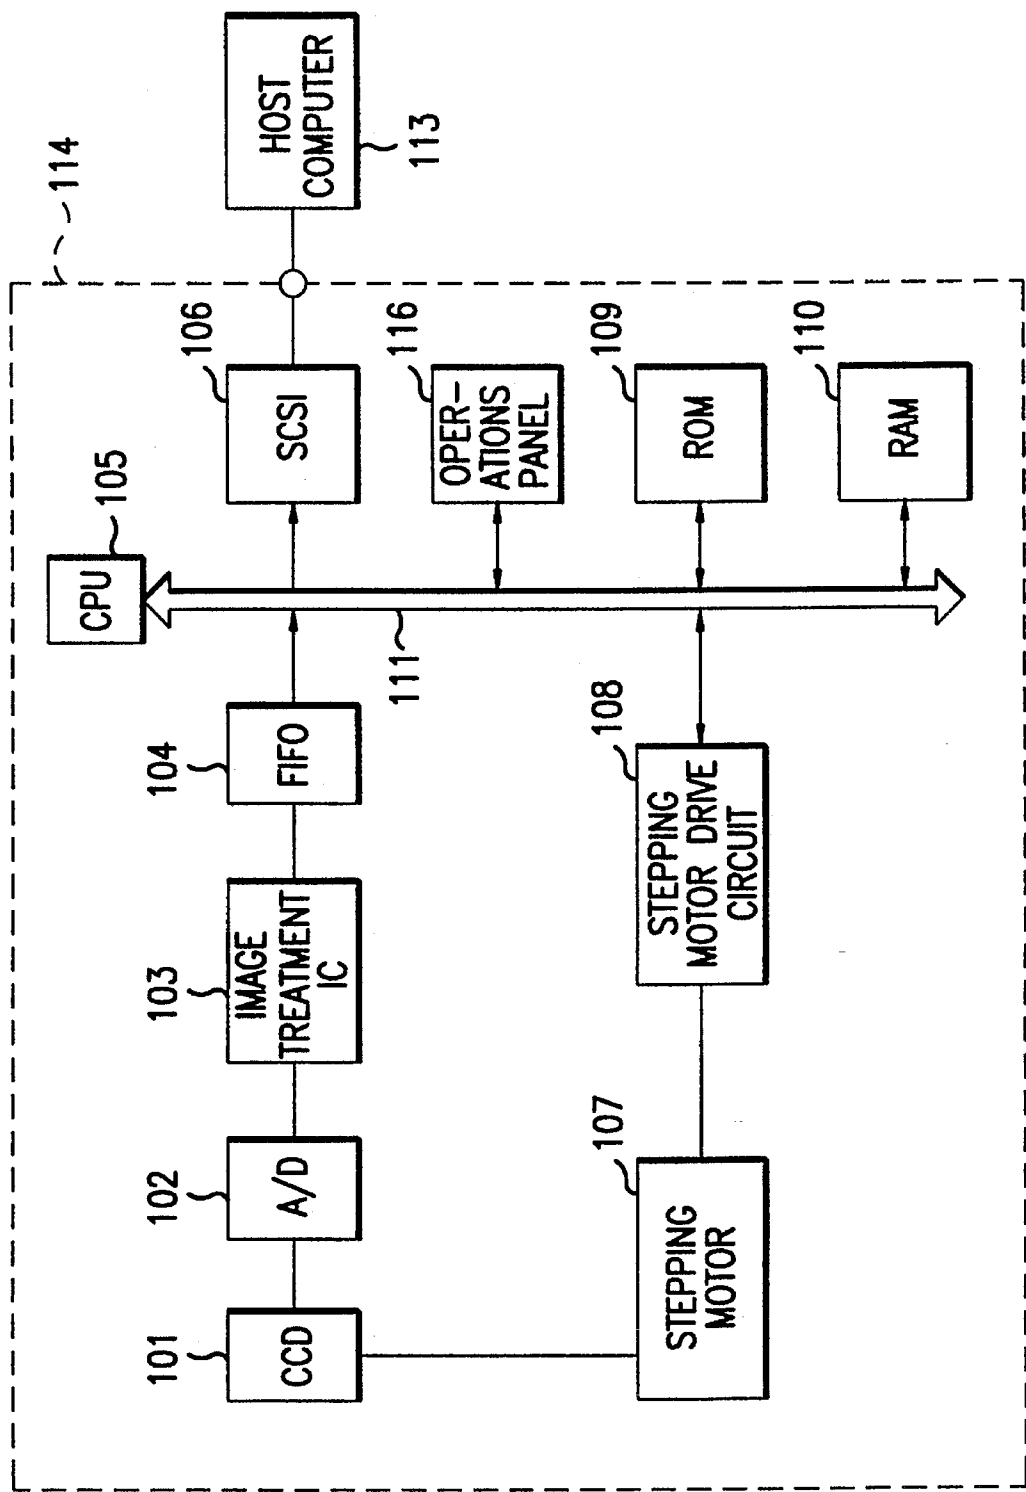 114
CPU
105
101
CCD
102
A/D
103
IMAGE
TREATMENT
IC
104
FIFO
106
SCSI
HOST
COMPUTER
113
111
116
OPER-
ATIONS
PANEL
107
STEPPING
MOTOR
108
STEPPING
MOTOR DRIVE
CIRCUIT
109
ROM
110
RAM